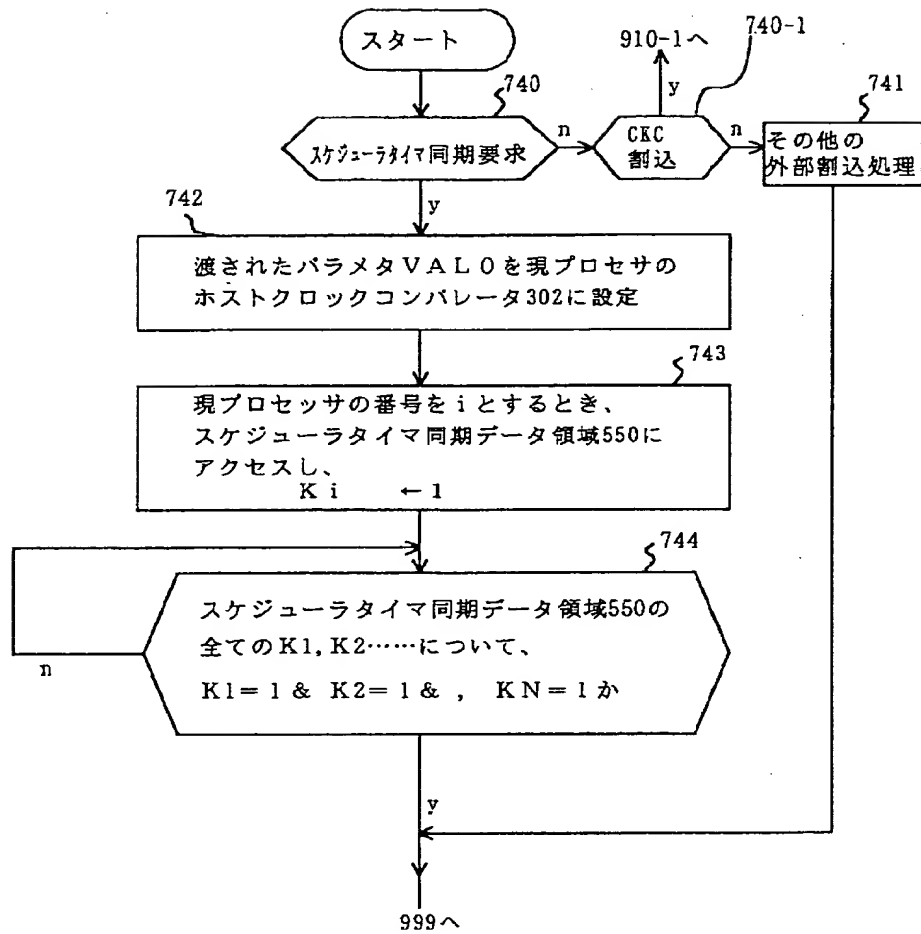 スタート
910-1へ
740-1
740
y
741
スケジューラタイマ同期要求
n
CKC
割込
n
その他の
外部割込処理
y
742
渡されたパラメタVAL0を現プロセサの
ホストクロックコンパレータ302に設定
743
現プロセッサの番号をiとするとき、
スケジューラタイマ同期データ領域550に
アクセスし、
Ki ←1
744
スケジューラタイマ同期データ領域550の
全てのK1,K2……について、
K1=1 & K2=1 & , KN=1か
n
y
999へ